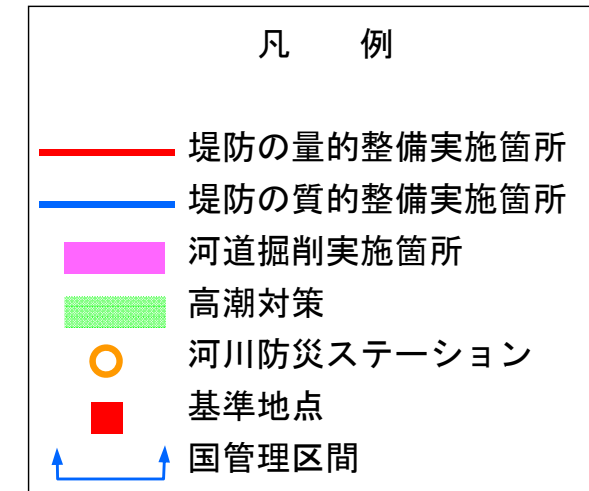 凡　例
堤防の量的整備実施箇所
堤防の質的整備実施箇所
河道掘削実施箇所
高潮対策
河川防災ステーション
基準地点
国管理区間